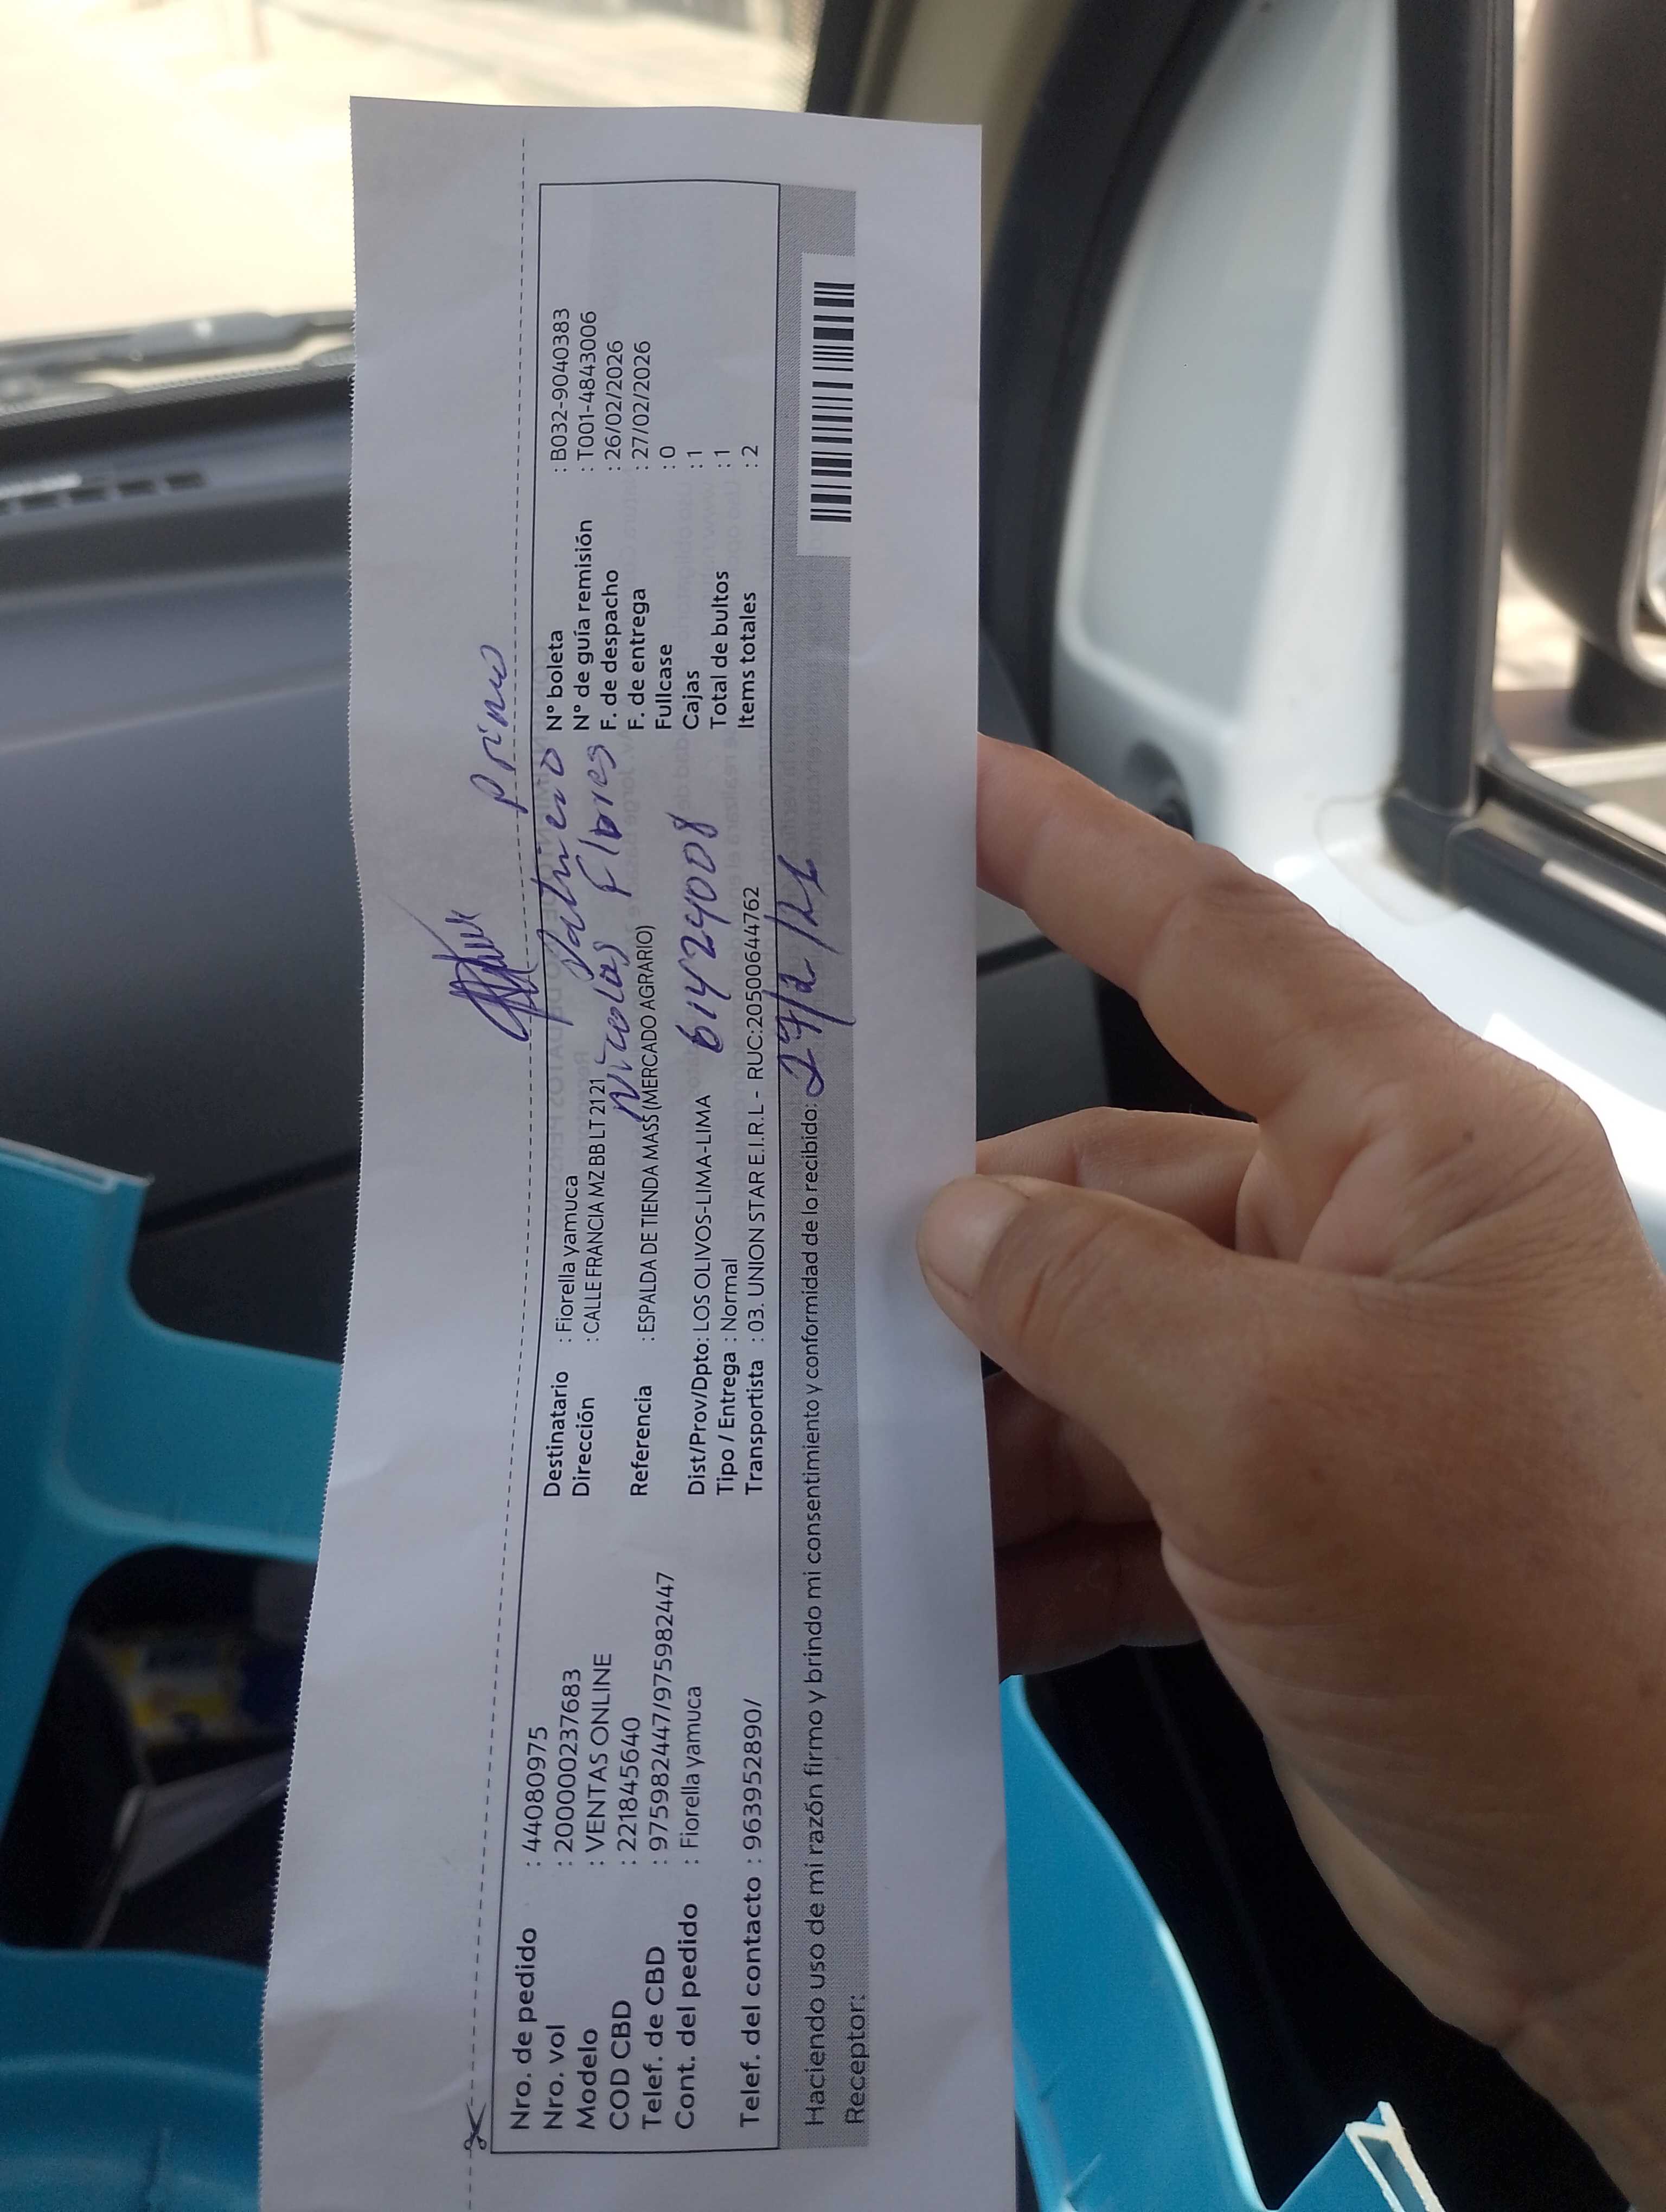 Primo
Patricio
Nicolas Flores
61424008
27/2/26
Nro. de pedido : 44080975
Nro. vol : 200000237683
Modelo : VENTAS ONLINE
COD CBD : 221845640
Telef. de CBD : 975982447/975982447
Cont. del pedido : Fiorella yamuca
Telef. del contacto : 963952890/
Destinatario : Fiorella yamuca
Dirección : CALLE FRANCIA MZ BB LT 21 21
Referencia : ESPALDA DE TIENDA MASS (MERCADO AGRARIO)
Dist/Prov/Dpto: LOS OLIVOS-LIMA-LIMA
Tipo / Entrega : Normal
Transportista : 03. UNION STAR E.I.R.L - RUC:20500644762
N° boleta : B032-9040383
N° de guía remisión : T001-4843006
F. de despacho : 26/02/2026
F. de entrega : 27/02/2026
Fullcase : 0
Cajas : 1
Total de bultos : 1
Items totales : 2
Haciendo uso de mi razón firmo y brindo mi consentimiento y conformidad de lo recibido:
Receptor: